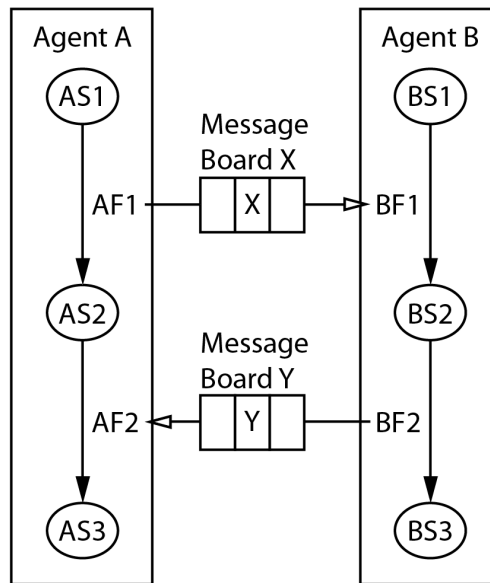 Agent A
Agent B
AS1
BS1
Message
Board X
AF1
X
BF1
AS2
BS2
Message
Board Y
AF2
Y
BF2
AS3
BS3